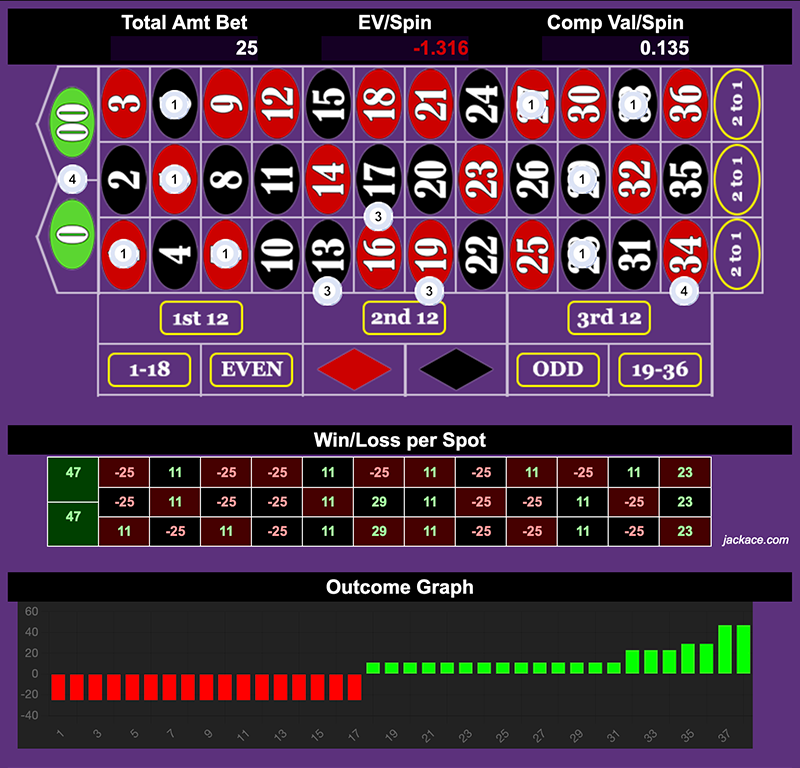 Total Amt Bet EV/Spin Comp Val/Spin
25 -1.316 0.135
00 3 1 9 12 15 18 21 24 1 30 1 36 2 to 1
4 2 1 8 11 14 17 20 23 26 1 32 35 2 to 1
3
0 1 4 1 10 13 16 19 22 25 1 31 34 2 to 1
3 3 4
1st 12 2nd 12 3rd 12
1-18 EVEN ODD 19-36
Win/Loss per Spot
47 -25 11 -25 -25 11 -25 11 -25 11 -25 11 23
-25 11 -25 -25 11 29 11 -25 -25 11 -25 23
47 11 -25 11 -25 11 29 11 -25 -25 11 -25 23
jackace.com
Outcome Graph
60
40
20
0
-20
-40
1 3 5 7 9 11 13 15 17 19 21 23 25 27 29 31 33 35 37